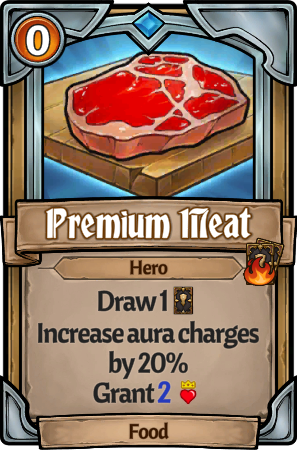 0
Premium Meat
Hero
Draw 1
Increase aura charges
by 20%
Grant 2
Food